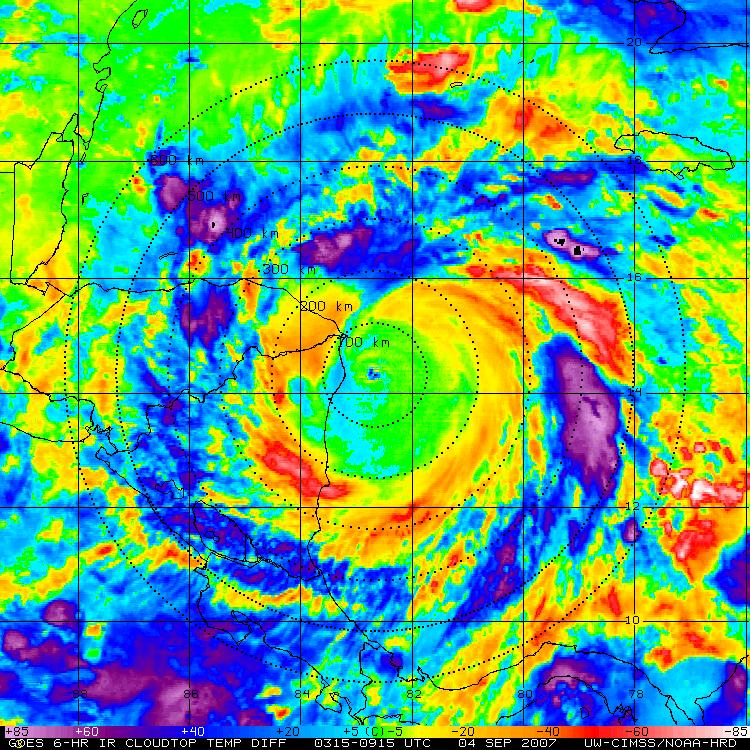 20
600 km
18
500 km
400 km
300 km
16
200 km
100 km
14
12
10
88 86 84 82 80 78
+85 +60 +40 +20 +5(C)-5 -20 -40 -65 -85
GOES 6-HR IR CLOUDTOP TEMP DIFF 0315-0915 UTC 04 SEP 2007 UW-CIMSS/NOAA-HRD